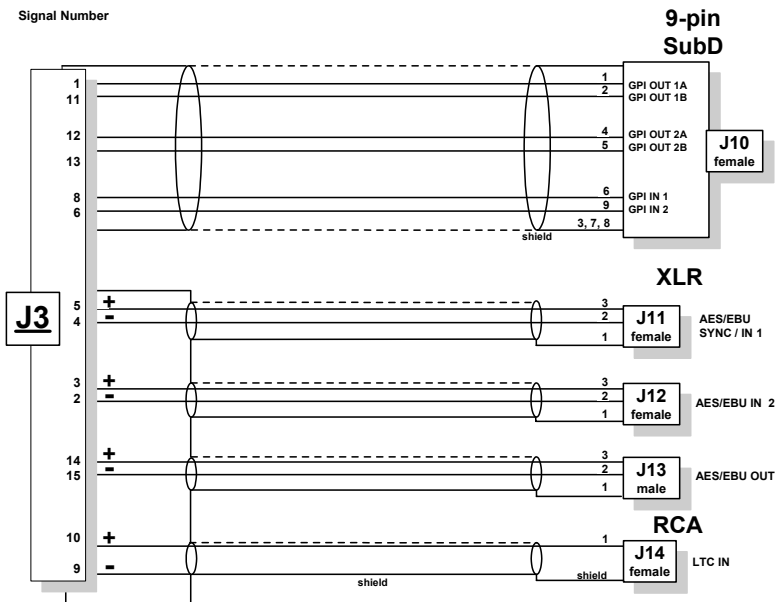 Signal Number
9-pin
SubD
1
11
12
13
8
6
1
2
4
5
6
9
3, 7, 8
shield
GPI OUT 1A
GPI OUT 1B
GPI OUT 2A
GPI OUT 2B
GPI IN 1
GPI IN 2
J10
female
XLR
J3
5 +
4 -
3
2
1
J11
female
AES/EBU
SYNC / IN 1
3 +
2 -
3
2
1
J12
female
AES/EBU IN 2
14 +
15 -
3
2
1
J13
male
AES/EBU OUT
RCA
10 +
9 -
shield
1
shield
J14
female
LTC IN